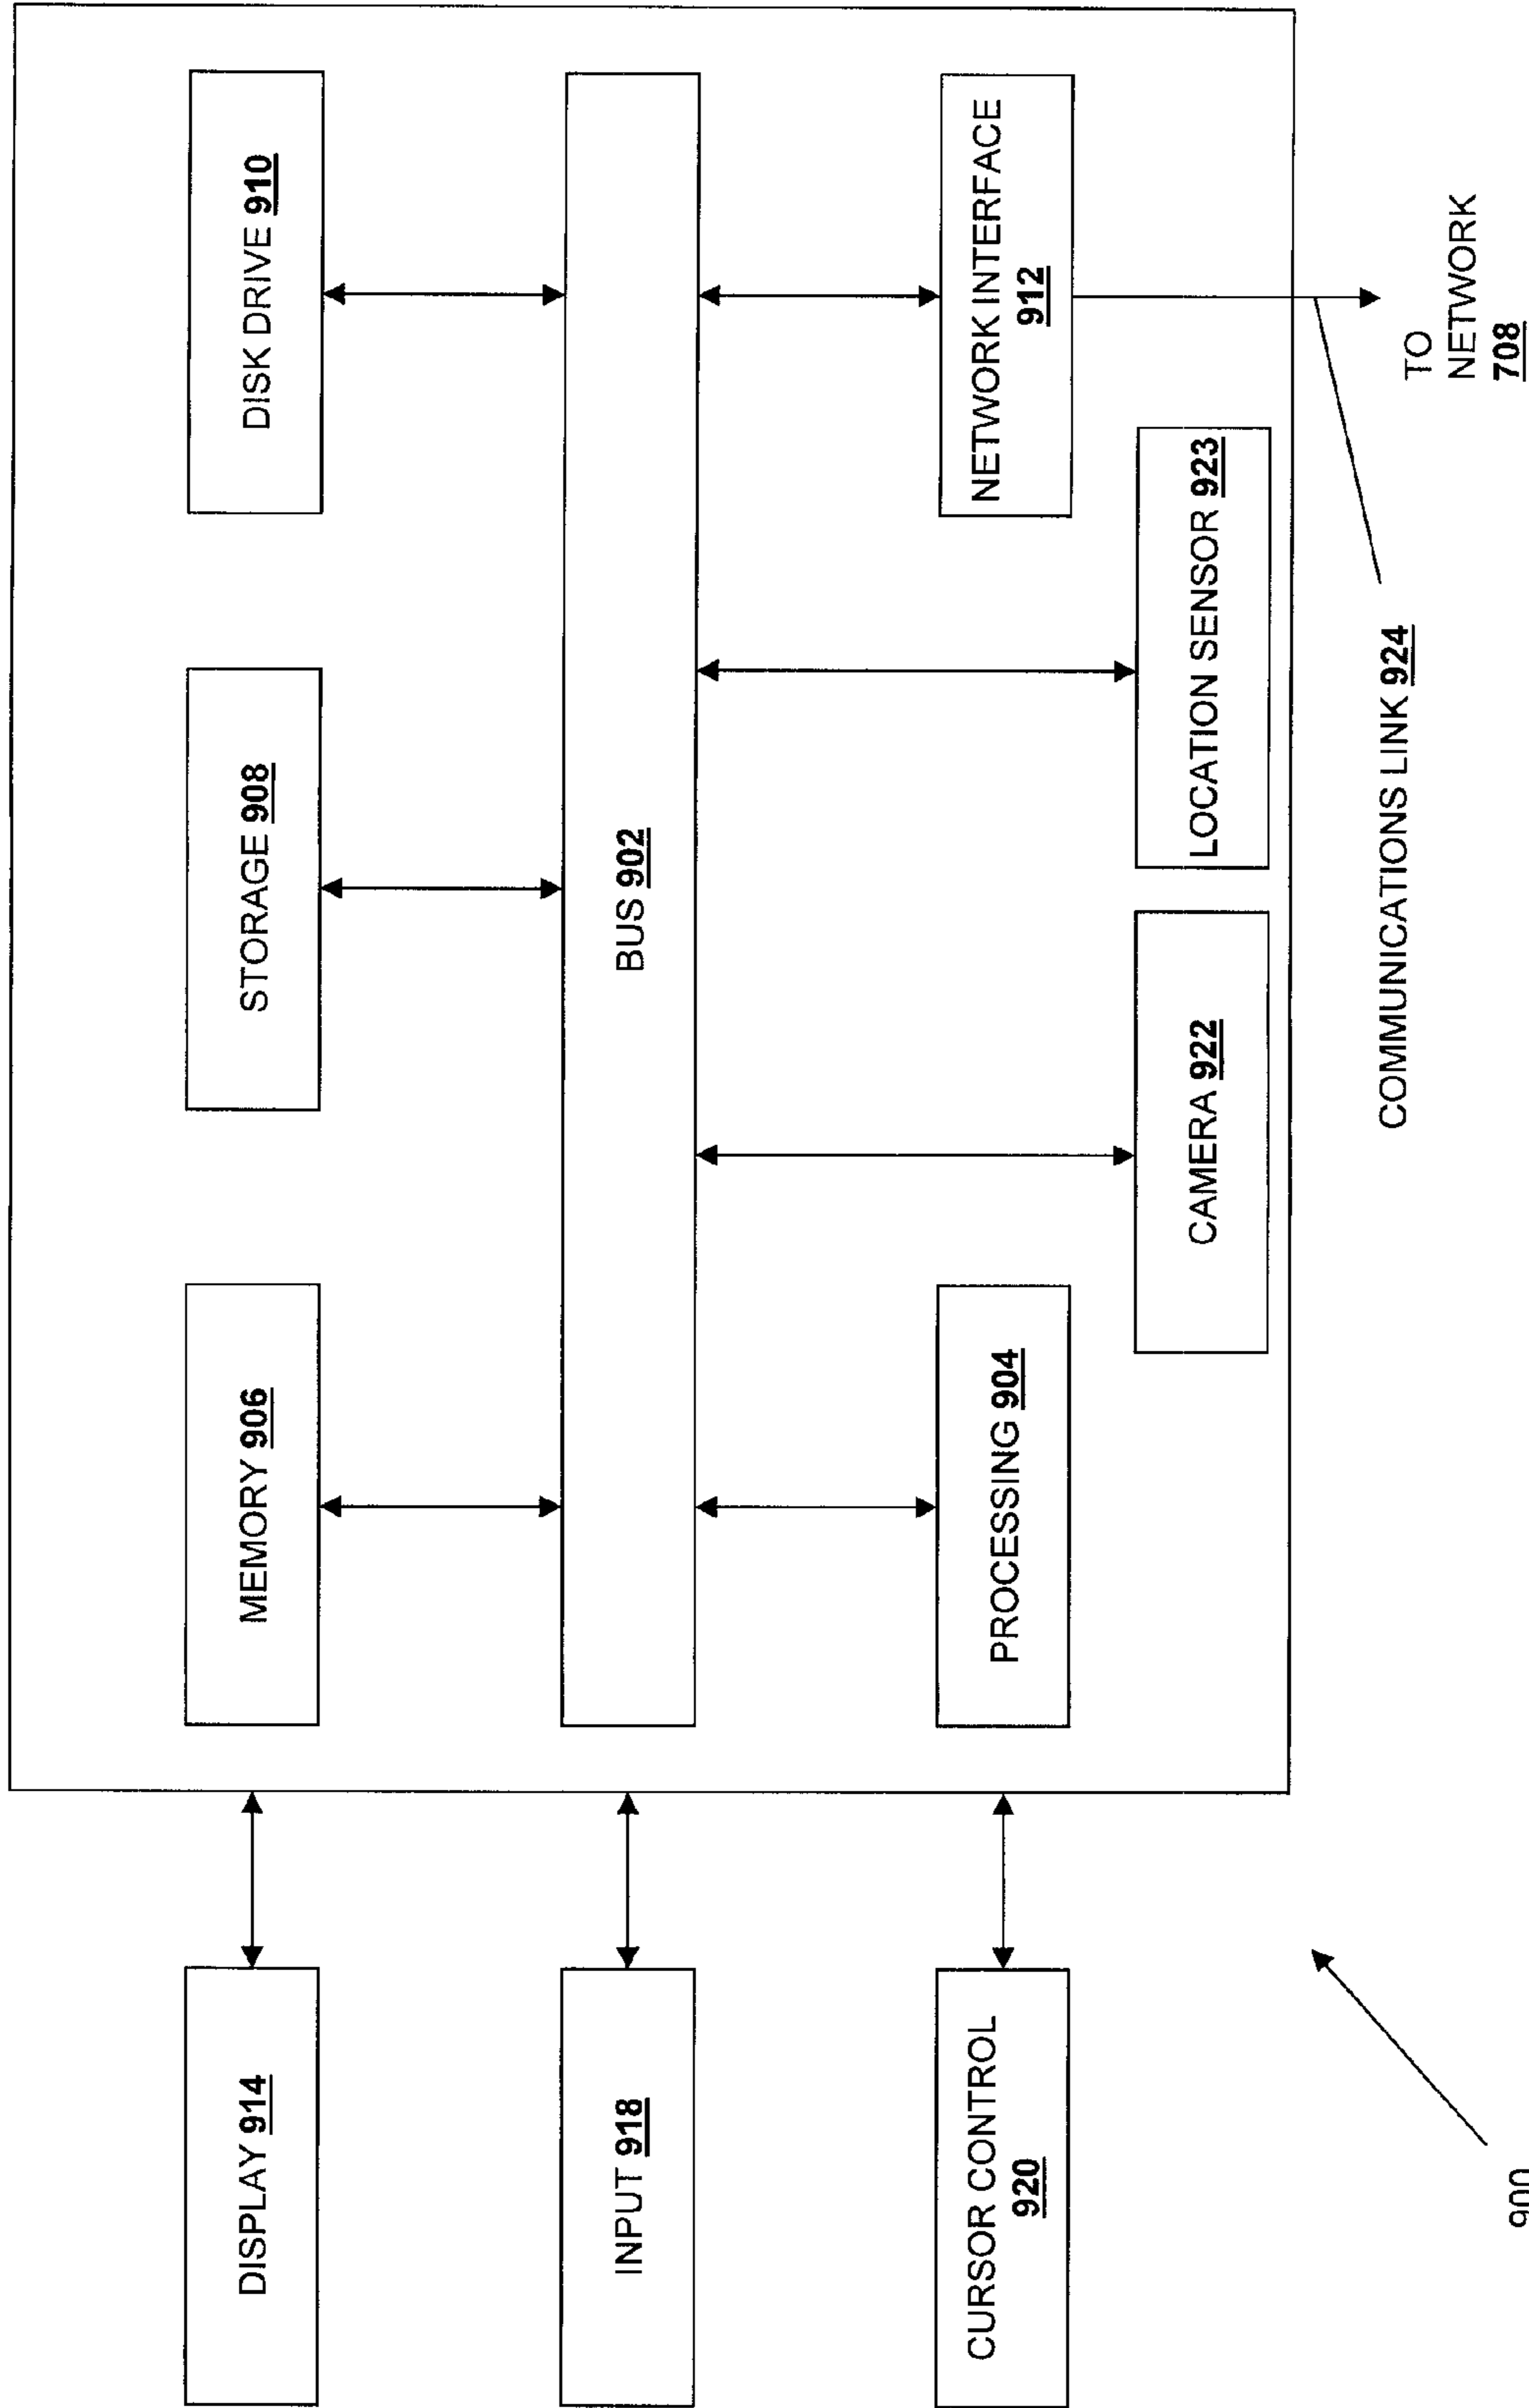 DISPLAY 914
MEMORY 906
STORAGE 908
DISK DRIVE 910
INPUT 918
BUS 902
CURSOR CONTROL
920
PROCESSING 904
NETWORK INTERFACE
912
CAMERA 922
LOCATION SENSOR 923
COMMUNICATIONS LINK 924
TO
NETWORK
708
900